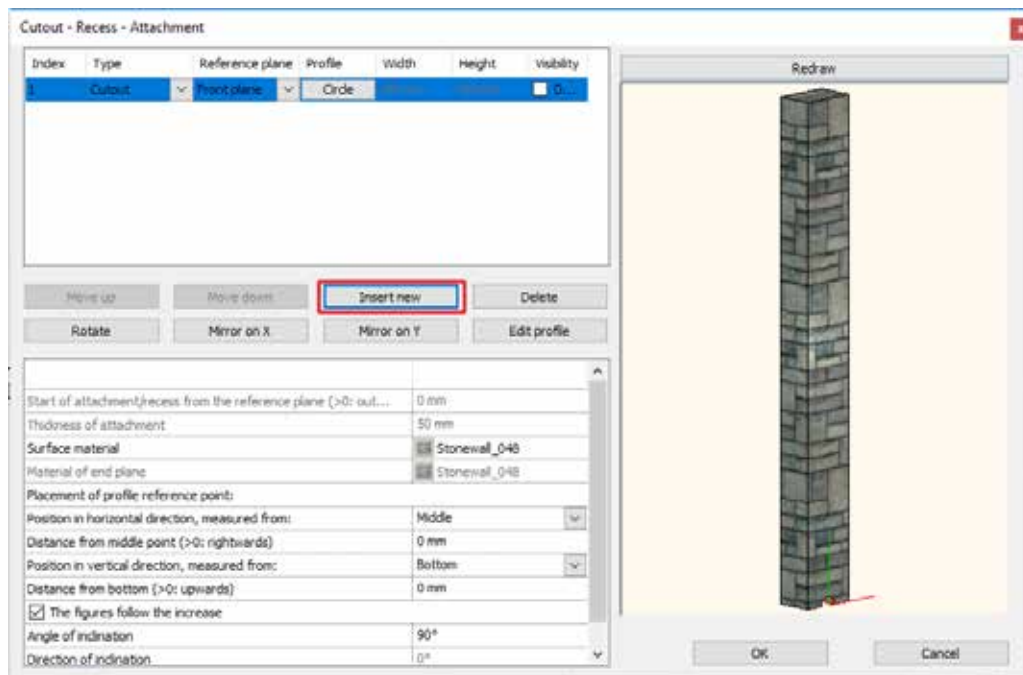 Cutout - Recess - Attachment
Index Type Reference plane Profile Width Height Visibility
1 Cutout Front plane Circle
Redraw
Move up Move down Insert new Delete
Rotate Mirror on X Mirror on Y Edit profile
Start of attachment/recess from the reference plane (>0: out... 0 mm
Thickness of attachment 50 mm
Surface material Stonewall_048
Material of end plane Stonewall_048
Placement of profile reference point:
Position in horizontal direction, measured from: Middle
Distance from middle point (>0: rightwards) 0 mm
Position in vertical direction, measured from: Bottom
Distance from bottom (>0: upwards) 0 mm
The figures follow the increase
Angle of inclination 90°
Direction of inclination 0°
OK Cancel